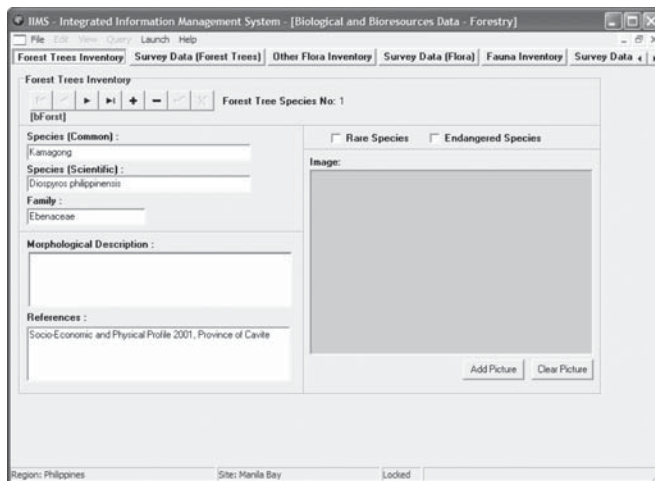 IIMS - Integrated Information Management System - [Biological and Bioresources Data - Forestry]
File Edit View Query Launch Help
Forest Trees Inventory Survey Data (Forest Trees) Other Flora Inventory Survey Data (Flora) Fauna Inventory Survey Data
Forest Trees Inventory
Forest Tree Species No: 1
[bForst]
Species (Common) :
Kamagong
Species (Scientific) :
Diospyros philippinensis
Family :
Ebenaceae
Morphological Description :
References :
Socio-Economic and Physical Profile 2001, Province of Cavite
Rare Species Endangered Species
Image:
Add Picture Clear Picture
Region: Philippines Site: Manila Bay Locked